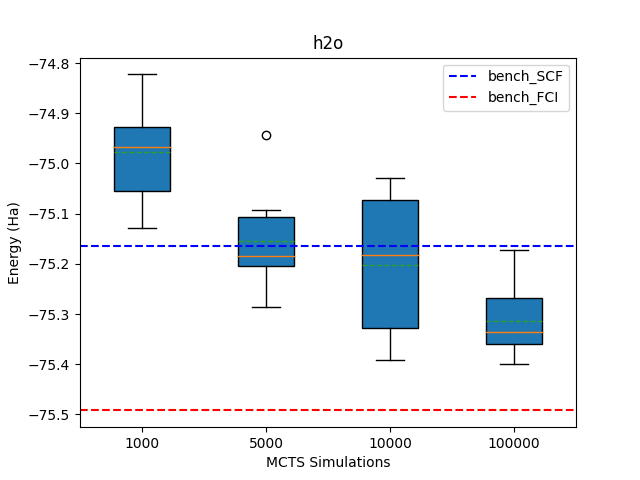 h2o
bench_SCF
bench_FCI
−74.8
−74.9
−75.0
−75.1
−75.2
−75.3
−75.4
−75.5
Energy (Ha)
1000 5000 10000 100000
MCTS Simulations